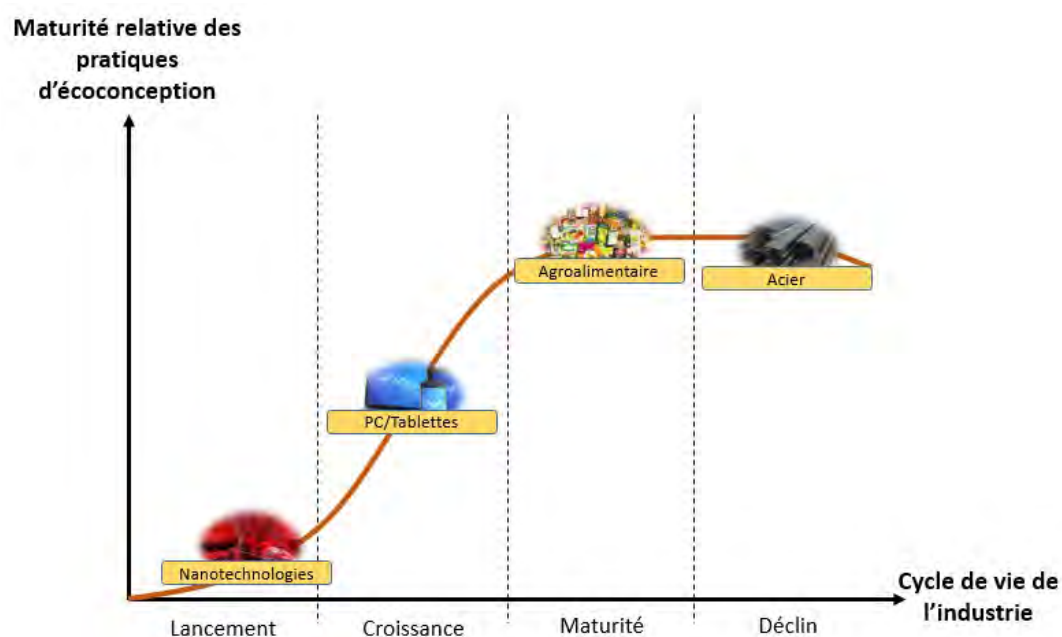 Maturité relative des
pratiques
d'écoconception
Agroalimentaire
Acier
PC/Tablettes
Nanotechnologies
Cycle de vie de
l'industrie
Lancement
Croissance
Maturité
Déclin